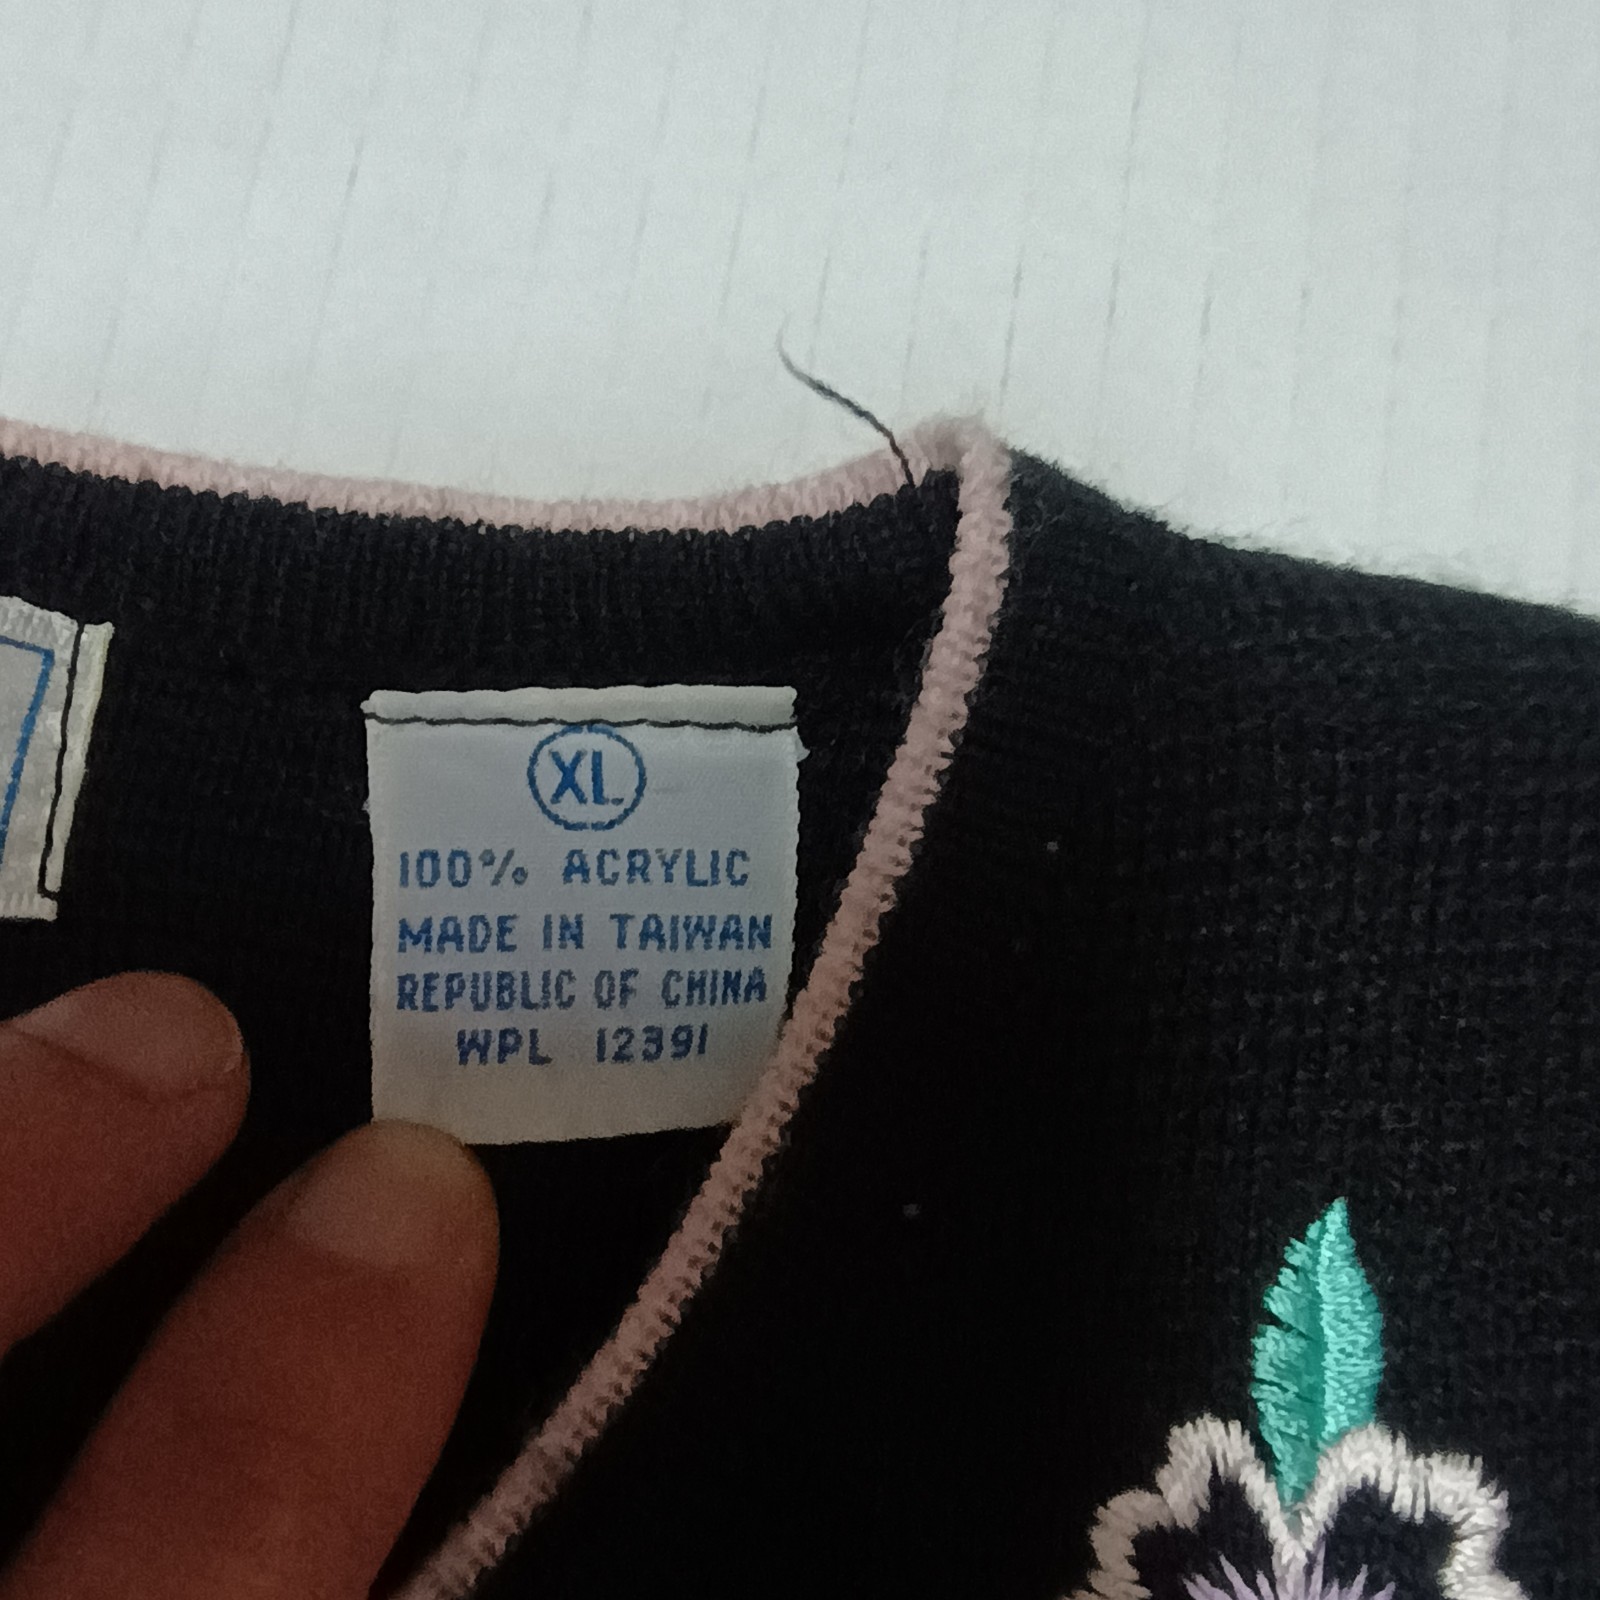 XL
100% ACRYLIC
MADE IN TAIWAN
REPUBLIC OF CHINA
WPL 12391